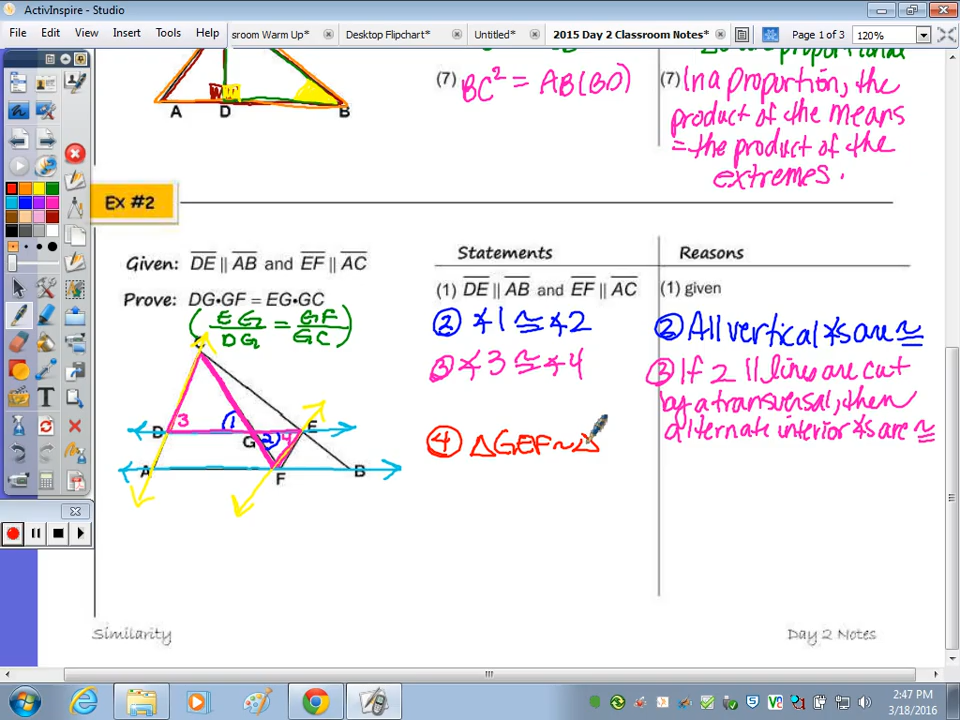 ActivInspire - Studio
File Edit View Insert Tools Help
sroom Warm Up* Desktop Flipchart* Untitled* 2015 Day 2 Classroom Notes* Page 1 of 3 120%
A D B
(7) BC² = AB(BD)
(7) In a proportion, the
product of the means
= the product of the
extremes.
Ex #2
Given: DE || AB and EF || AC
Prove: DG•GF = EG•GC
(EG/DG = GF/GC)
D 3 1 G 2 4 E
A F B
Statements
Reasons
(1) DE || AB and EF || AC
(1) given
② ∡1 ≅ ∡2
② All vertical ∡s are ≅
③ ∡3 ≅ ∡4
③ If 2 || lines are cut
by a transversal, then
alternate interior ∡s are ≅
④ △GEF ~ △
Similarity
Day 2 Notes
2:47 PM
3/18/2016